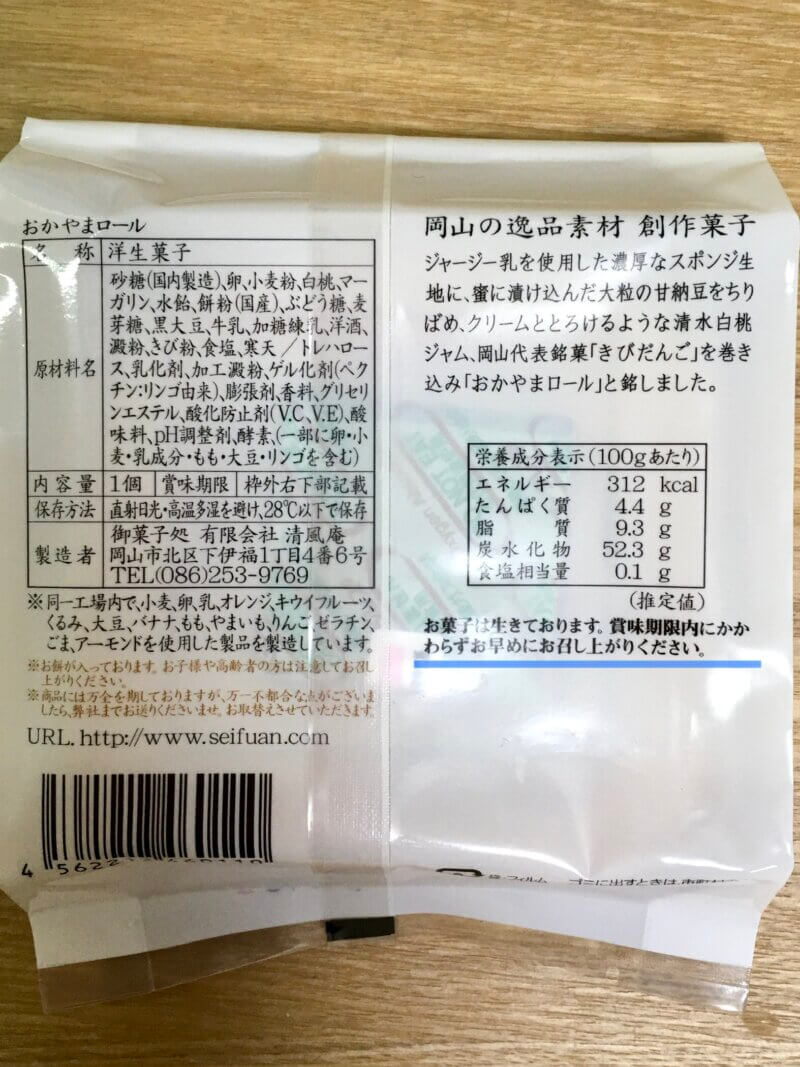 おかやまロール
名 称 洋生菓子
原材料名
砂糖(国内製造)、卵、小麦粉、白桃、マー
ガリン、水飴、餅粉(国産)、ぶどう糖、麦
芽糖、黒大豆、牛乳、加糖練乳、洋酒、
澱粉、きび粉、食塩、寒天／トレハロー
ス、乳化剤、加工澱粉、ゲル化剤(ペク
チン:リンゴ由来)、膨張剤、香料、グリセリ
ンエステル、酸化防止剤(V.C、V.E)、酸
味料、pH調整剤、酵素、(一部に卵・小
麦・乳成分・もも・大豆・リンゴを含む)
内容量 1個 賞味期限 枠外右下部記載
保存方法 直射日光・高温多湿を避け、28℃以下で保存
製造者
御菓子処 有限会社 清風庵
岡山市北区下伊福1丁目4番6号
TEL(086)253-9769
※同一工場内で、小麦、卵、乳、オレンジ、キウイフルーツ、
くるみ、大豆、バナナ、もも、やまいも、りんご、ゼラチン、
ごま、アーモンドを使用した製品を製造しています。
※お餅が入っております。お子様や高齢者の方は注意してお召し
上がりください。
※商品には万全を期しておりますが、万一不都合な点がございま
したら、弊社までお送りくださいませ。お取替えさせていただきます。
URL. http://www.seifuan.com
岡山の逸品素材 創作菓子
ジャージー乳を使用した濃厚なスポンジ生
地に、蜜に漬け込んだ大粒の甘納豆をちり
ばめ、クリームととろけるような清水白桃
ジャム、岡山代表銘菓「きびだんご」を巻き
込み「おかやまロール」と銘しました。
栄養成分表示(100gあたり)
エネルギー 312 kcal
たんぱく質 4.4 g
脂 質 9.3 g
炭水化物 52.3 g
食塩相当量 0.1 g
(推定値)
お菓子は生きております。賞味期限内にかか
わらずお早めにお召し上がりください。